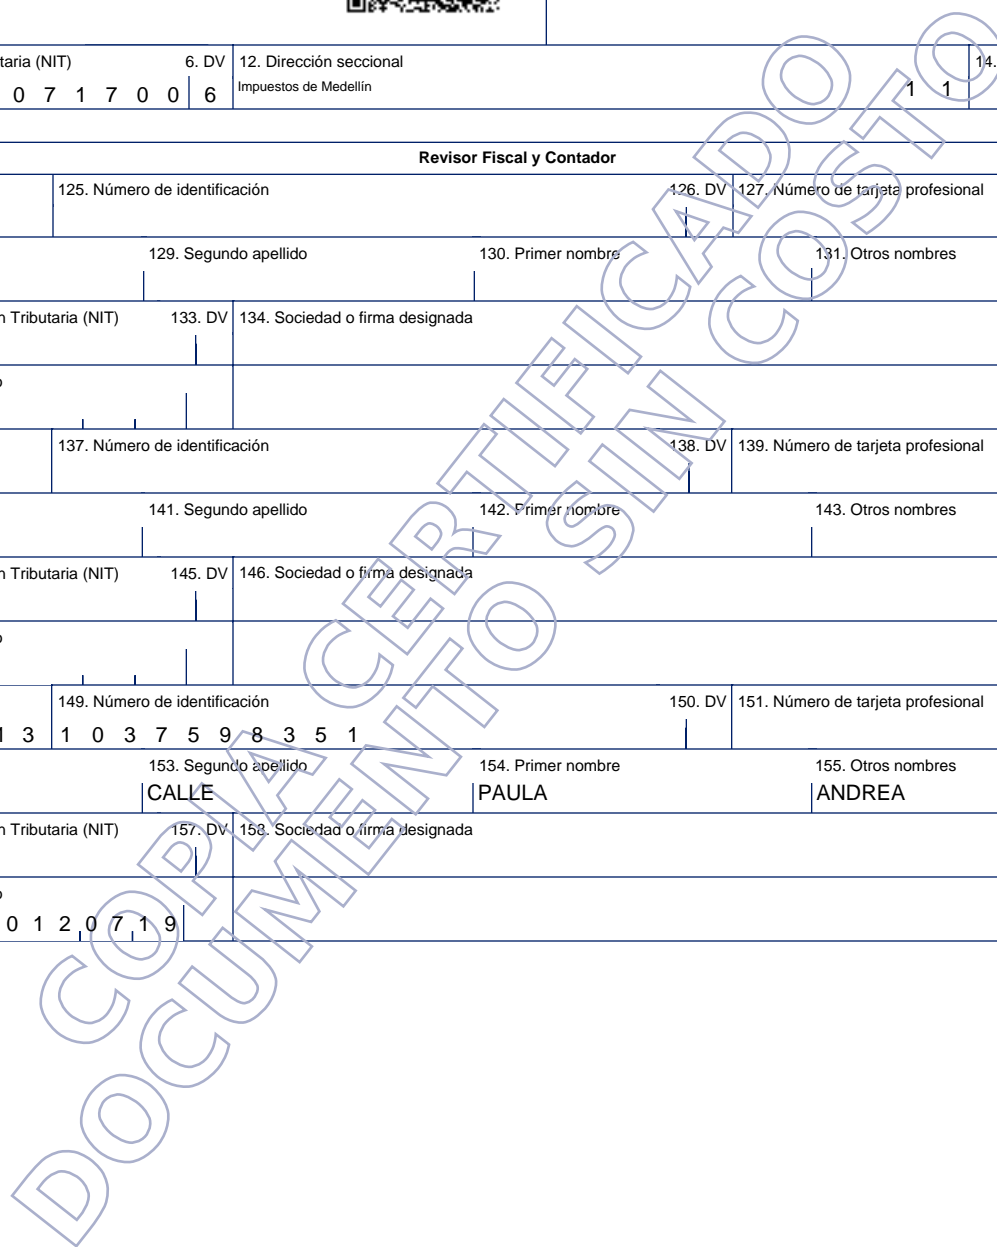 taria (NIT) 6. DV 12. Dirección seccional 14.
0 7 1 7 0 0 6 Impuestos de Medellín 1 1
Revisor Fiscal y Contador
125. Número de identificación 126. DV 127. Número de tarjeta profesional
129. Segundo apellido 130. Primer nombre 131. Otros nombres
n Tributaria (NIT) 133. DV 134. Sociedad o firma designada
o
137. Número de identificación 138. DV 139. Número de tarjeta profesional
141. Segundo apellido 142. Primer nombre 143. Otros nombres
n Tributaria (NIT) 145. DV 146. Sociedad o firma designada
o
149. Número de identificación 150. DV 151. Número de tarjeta profesional
1 3 1 0 3 7 5 9 8 3 5 1
153. Segundo apellido 154. Primer nombre 155. Otros nombres
CALLE PAULA ANDREA
n Tributaria (NIT) 157. DV 158. Sociedad o firma designada
o
0 1 2 0 7 1 9
COPIA CERTIFICADO
DOCUMENTO SIN COSTO